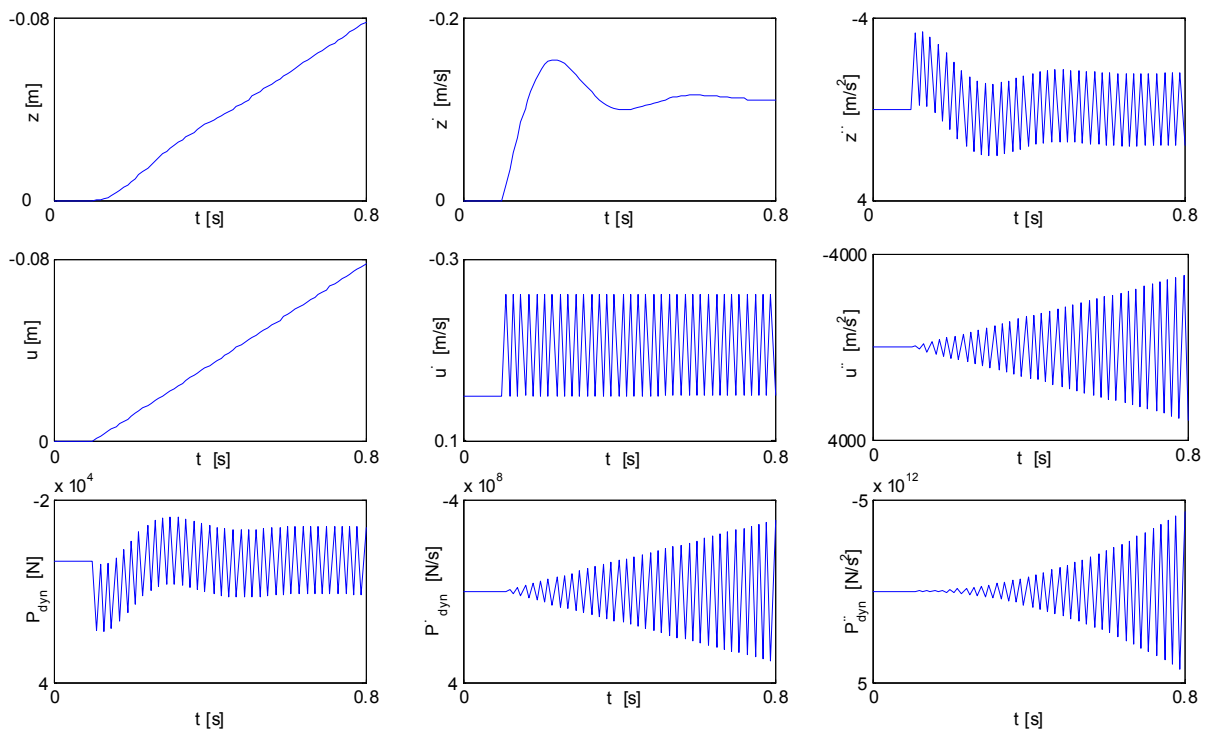 -0.08
z [m]
0
0
0.8
t [s]
-0.2
z˙ [m/s]
0
0
0.8
t [s]
-4
z¨ [m/s²]
4
0
0.8
t [s]
-0.08
u [m]
0
0
0.8
t [s]
-0.3
u˙ [m/s]
0.1
0
0.8
t [s]
-4000
u¨ [m/s²]
4000
0
0.8
t [s]
x 10⁴
-2
P_dyn [N]
4
0
0.8
t [s]
x 10⁸
-4
P˙_dyn [N/s]
4
0
0.8
t [s]
x 10¹²
-5
P¨_dyn [N/s²]
5
0
0.8
t [s]